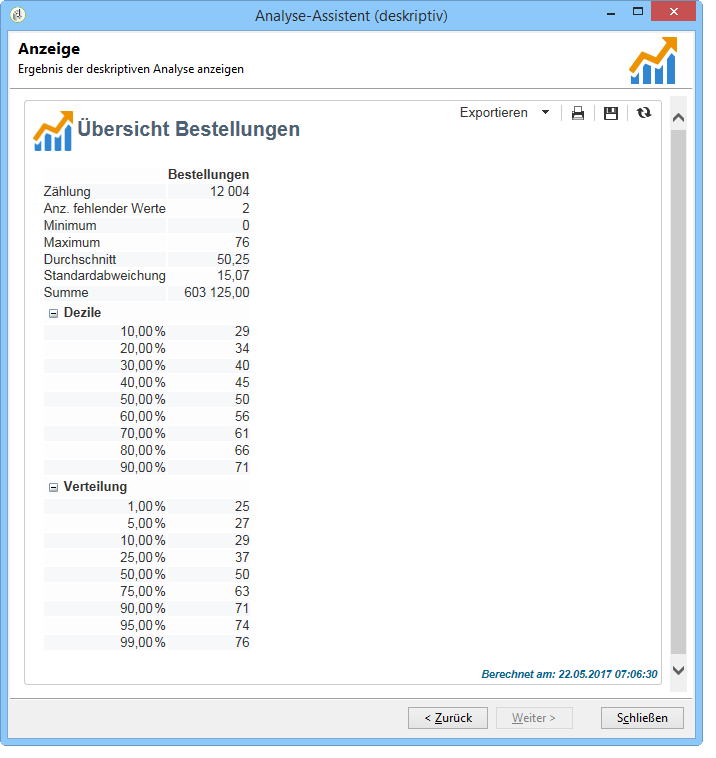 Analyse-Assistent (deskriptiv)
Anzeige
Ergebnis der deskriptiven Analyse anzeigen
Exportieren
Übersicht Bestellungen
Bestellungen
Zählung 12 004
Anz. fehlender Werte 2
Minimum 0
Maximum 76
Durchschnitt 50,25
Standardabweichung 15,07
Summe 603 125,00
Dezile
10,00 % 29
20,00 % 34
30,00 % 40
40,00 % 45
50,00 % 50
60,00 % 56
70,00 % 61
80,00 % 66
90,00 % 71
Verteilung
1,00 % 25
5,00 % 27
10,00 % 29
25,00 % 37
50,00 % 50
75,00 % 63
90,00 % 71
95,00 % 74
99,00 % 76
Berechnet am: 22.05.2017 07:06:30
< Zurück Weiter > Schließen